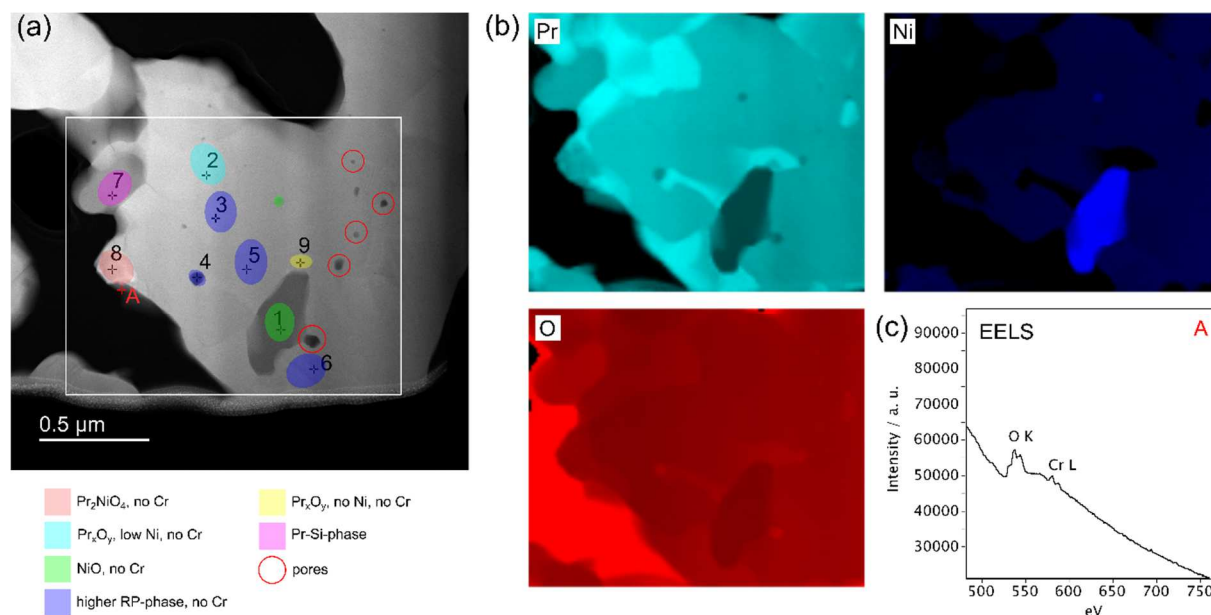 (a)
2
7
3
8
4
5
9
A
1
6
0.5 µm
Pr₂NiO₄, no Cr
PrₓOᵧ, low Ni, no Cr
NiO, no Cr
higher RP-phase, no Cr
PrₓOᵧ, no Ni, no Cr
Pr-Si-phase
pores
(b)
Pr
Ni
O
(c)
EELS
A
Intensity / a. u.
90000
80000
70000
60000
50000
40000
30000
O K
Cr L
500
550
600
650
700
750
eV